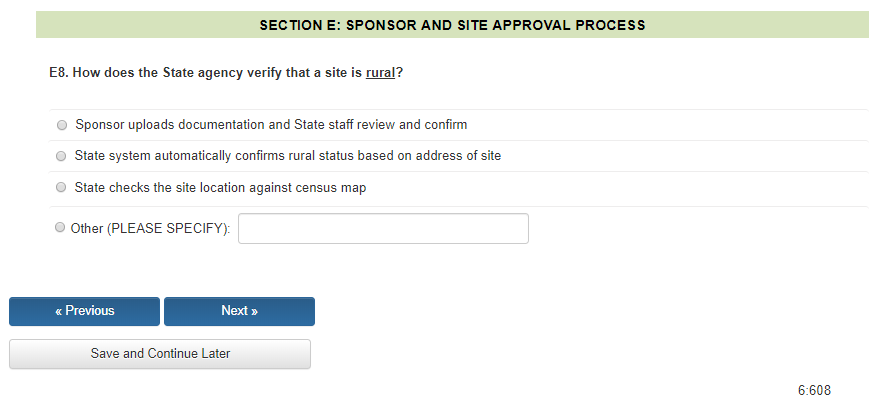 SECTION E: SPONSOR AND SITE APPROVAL PROCESS
E8. How does the State agency verify that a site is rural?
Sponsor uploads documentation and State staff review and confirm
State system automatically confirms rural status based on address of site
State checks the site location against census map
Other (PLEASE SPECIFY):
« Previous Next »
Save and Continue Later
6:608